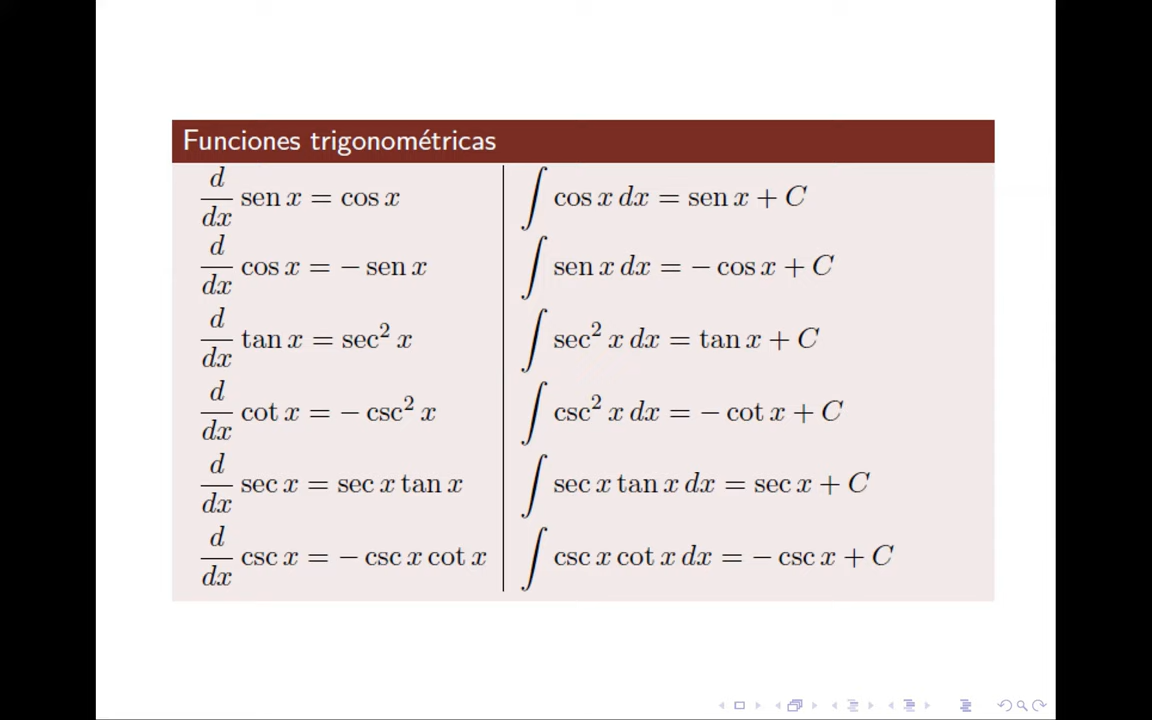 Funciones trigonométricas
d/dx sen x = cos x    ∫ cos x dx = sen x + C
d/dx cos x = − sen x    ∫ sen x dx = − cos x + C
d/dx tan x = sec² x    ∫ sec² x dx = tan x + C
d/dx cot x = − csc² x    ∫ csc² x dx = − cot x + C
d/dx sec x = sec x tan x    ∫ sec x tan x dx = sec x + C
d/dx csc x = − csc x cot x    ∫ csc x cot x dx = − csc x + C